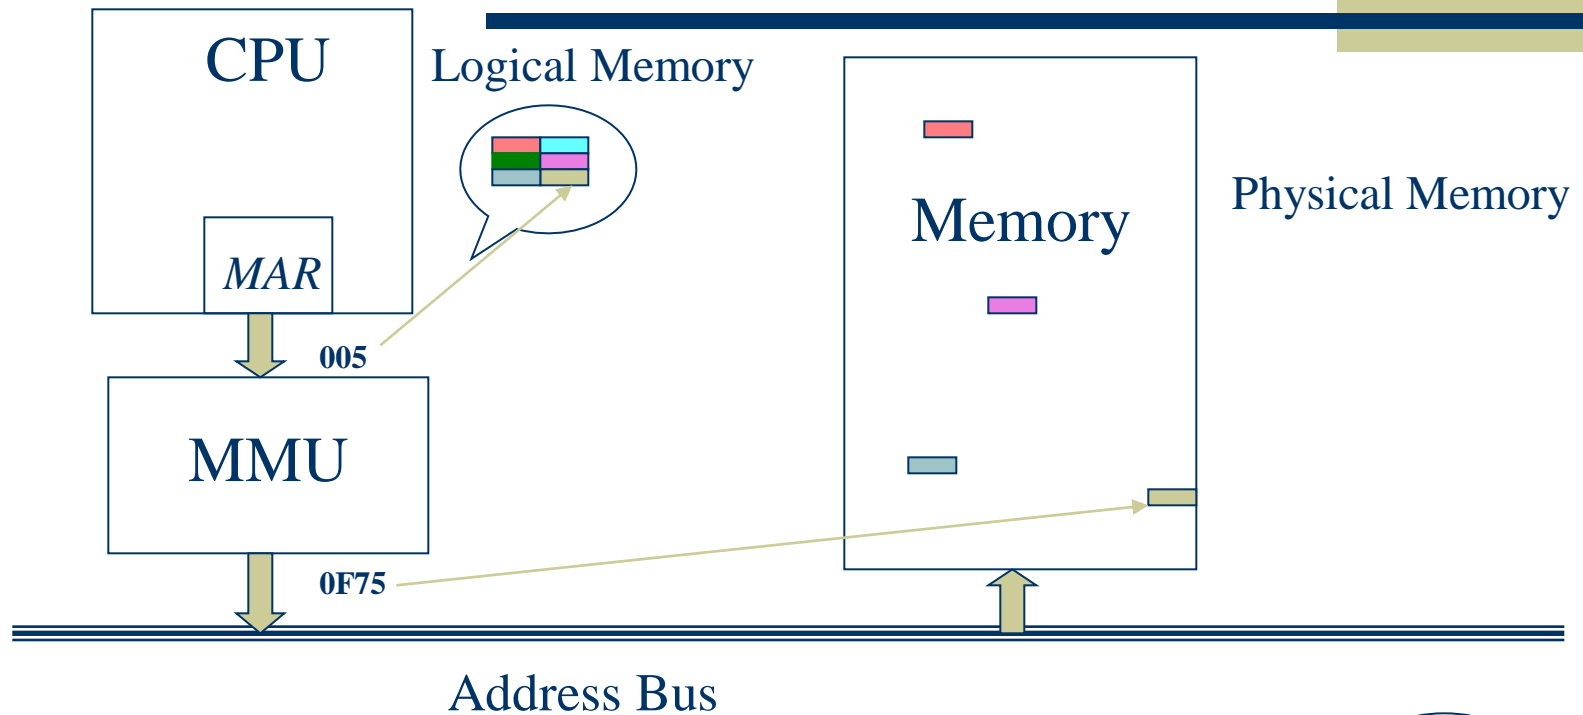 CPU
Logical Memory
Memory
Physical Memory
MAR
005
MMU
0F75
Address Bus